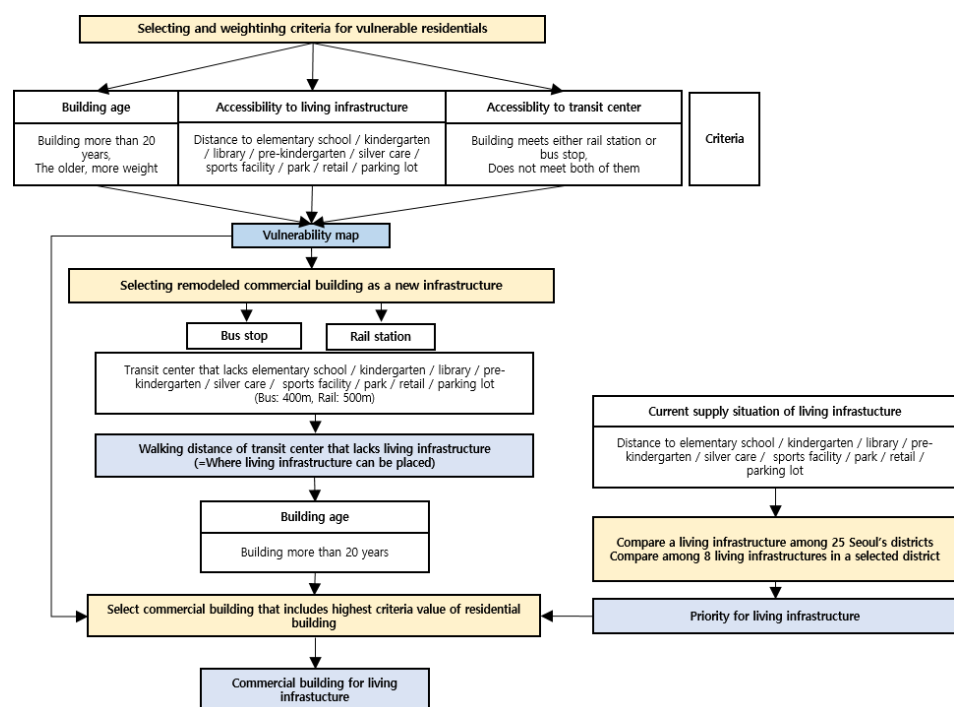 Selecting and weightinhg criteria for vulnerable residentials
Building age
Building more than 20
years,
The older, more weight
Accessibility to living infrastructure
Distance to elementary school / kindergarten
/ library / pre-kindergarten / silver care /
sports facility / park / retail / parking lot
Accessiblity to transit center
Building meets either rail station or
bus stop,
Does not meet both of them
Criteria
Vulnerability map
Selecting remodeled commercial building as a new infrastructure
Bus stop
Rail station
Transit center that lacks elementary school / kindergarten / library / pre-
kindergarten / silver care / sports facility / park / retail / parking lot
(Bus: 400m, Rail: 500m)
Walking distance of transit center that lacks living infrastructure
(=Where living infrastructure can be placed)
Building age
Building more than 20 years
Current supply situation of living infrastucture
Distance to elementary school / kindergarten / library / pre-
kindergarten / silver care / sports facility / park / retail /
parking lot
Compare a living infrastructure among 25 Seoul's districts
Compare among 8 living infrastructures in a selected district
Select commercial building that includes highest criteria value of residential
building
Priority for living infrastructure
Commercial building for living
infrastucture